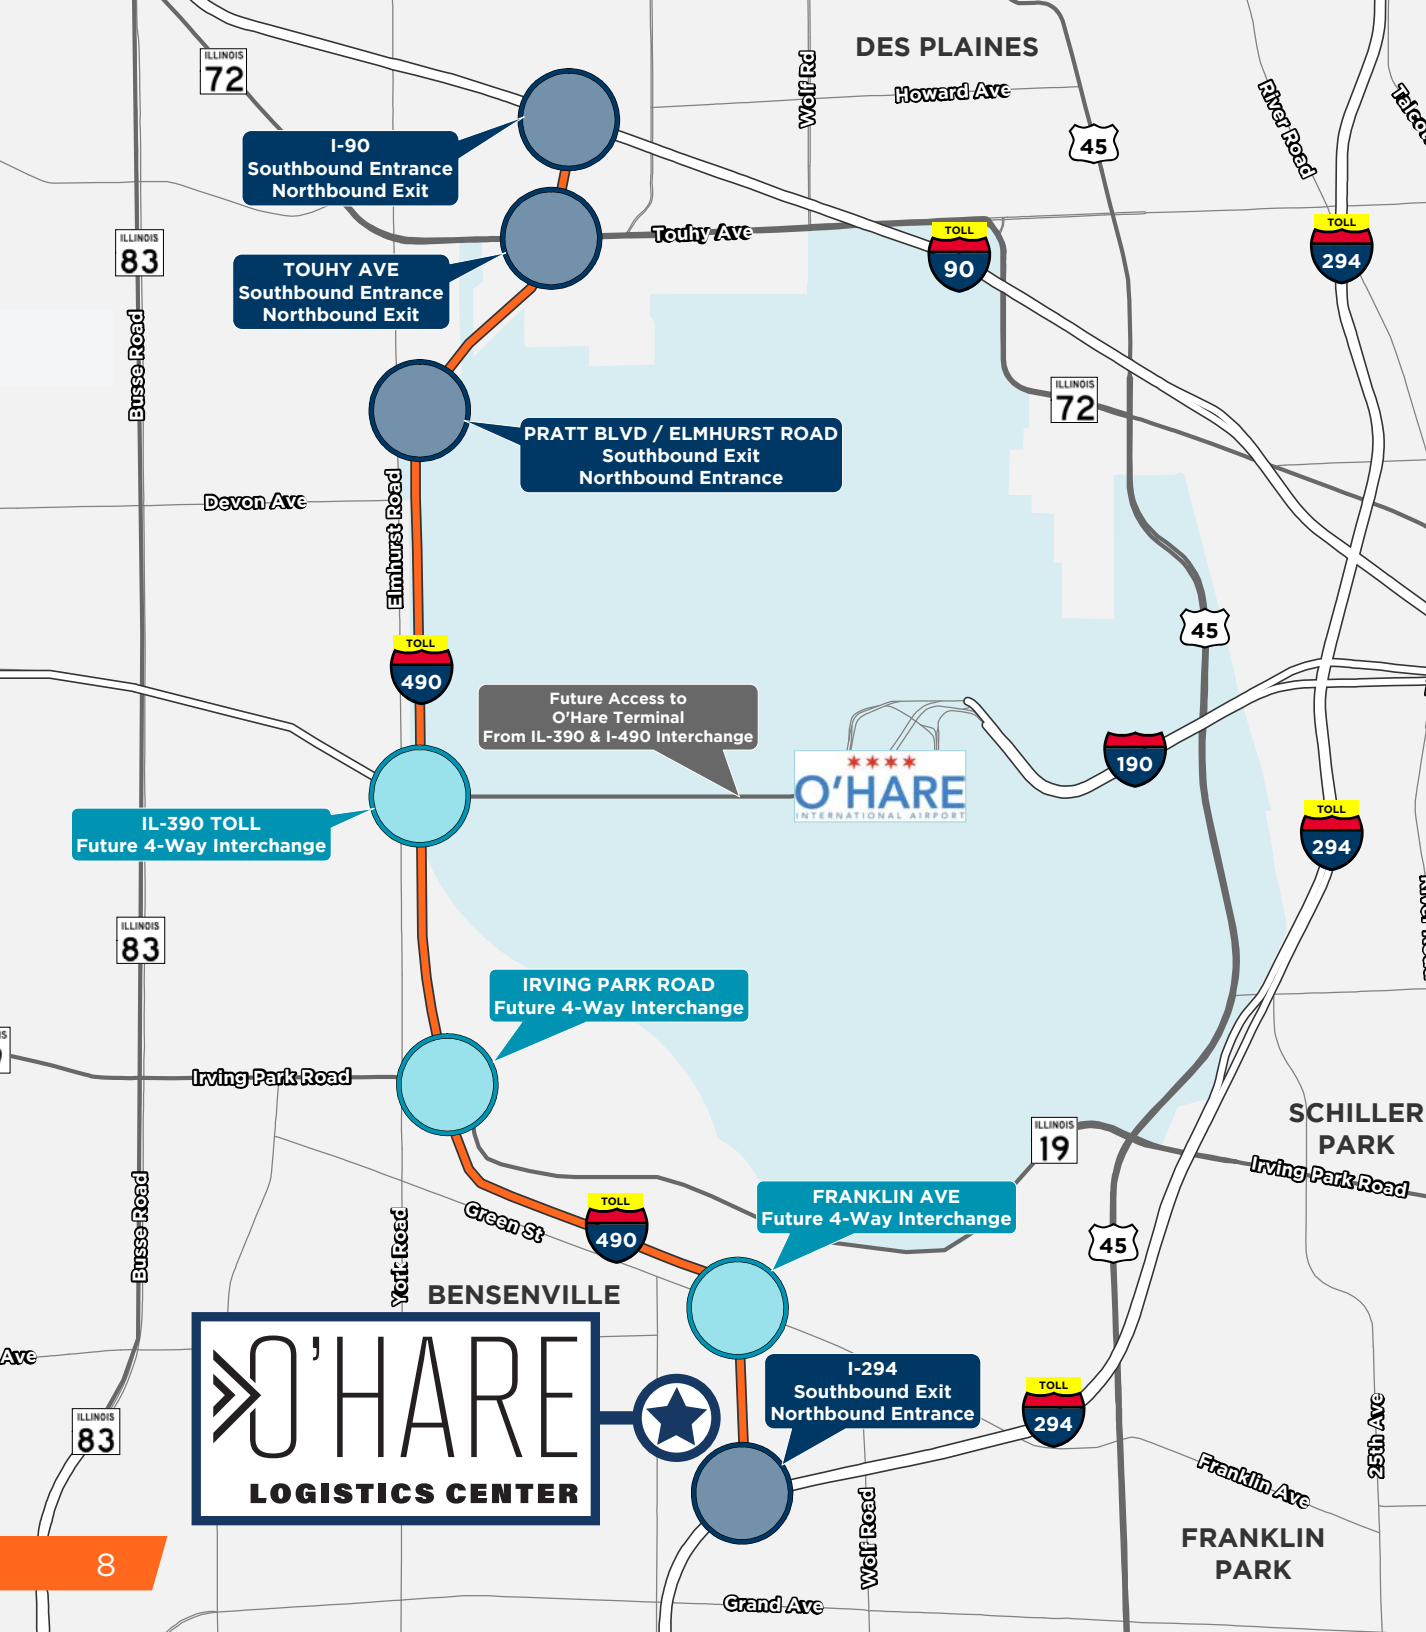 DES PLAINES
ILLINOIS
72
Wolf Rd
Howard Ave
River Road
45
I-90
Southbound Entrance
Northbound Exit
TOLL
294
ILLINOIS
83
Touhy Ave
TOLL
90
TOUHY AVE
Southbound Entrance
Northbound Exit
Busse Road
ILLINOIS
72
PRATT BLVD / ELMHURST ROAD
Southbound Exit
Northbound Entrance
Devon Ave
Elmhurst Road
45
TOLL
490
Future Access to
O'Hare Terminal
From IL-390 & I-490 Interchange
190
O'HARE
INTERNATIONAL AIRPORT
IL-390 TOLL
Future 4-Way Interchange
TOLL
294
ILLINOIS
83
IRVING PARK ROAD
Future 4-Way Interchange
Irving Park Road
SCHILLER
PARK
ILLINOIS
19
Irving Park Road
Busse Road
FRANKLIN AVE
Future 4-Way Interchange
York Road
Green St
TOLL
490
45
BENSENVILLE
Ave
O'HARE
LOGISTICS CENTER
I-294
Southbound Exit
Northbound Entrance
TOLL
294
ILLINOIS
83
25th Ave
Franklin Ave
Wolf Road
FRANKLIN
PARK
8
Grand Ave